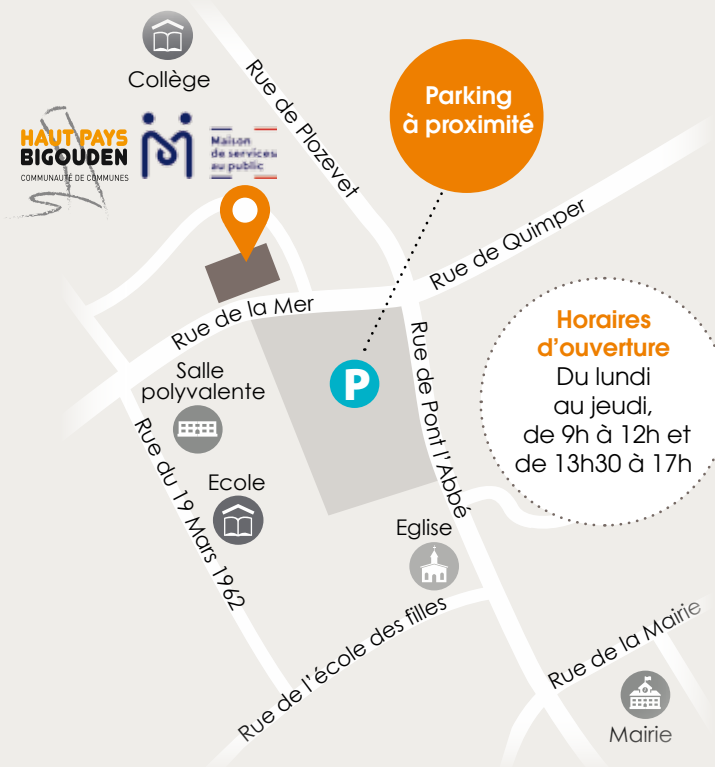 Collège
Rue de Plozevet
Parking
à proximité
HAUT PAYS
BIGOUDEN
COMMUNAUTÉ DE COMMUNES
Maison
de services
au public
Rue de Quimper
Rue de la Mer
Horaires
d’ouverture
Du lundi
au jeudi,
de 9h à 12h et
de 13h30 à 17h
Salle
polyvalente
P
Rue de Pont l’Abbé
Rue du 19 Mars 1962
Ecole
Eglise
Rue de l’école des filles
Rue de la Mairie
Mairie